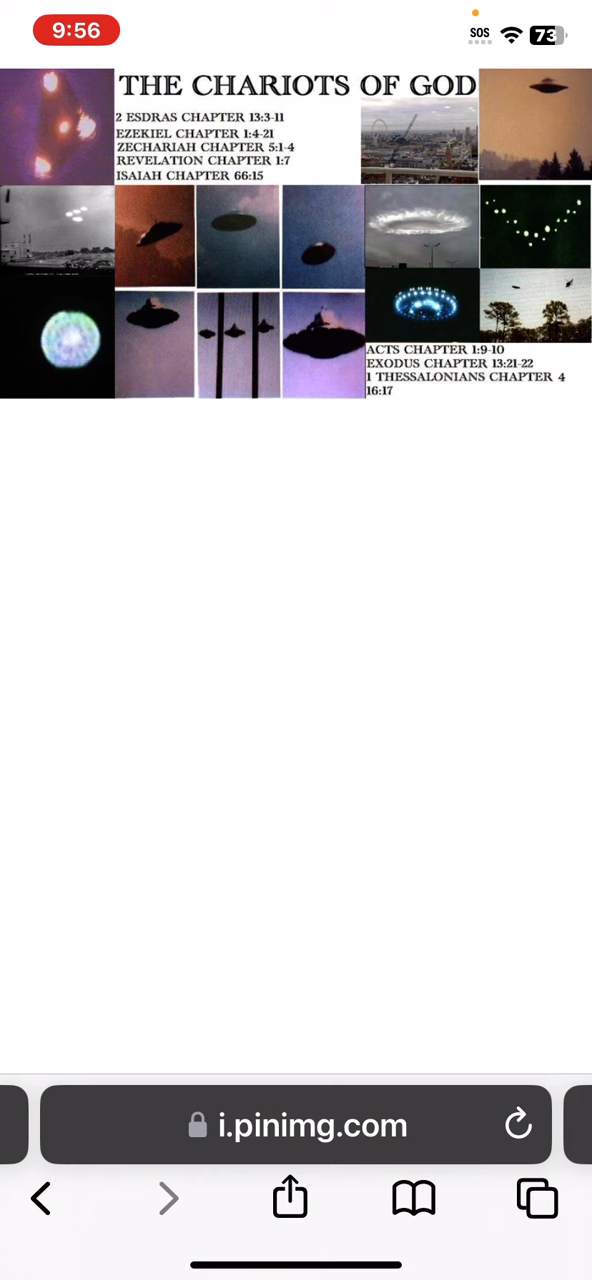 9:56
SOS
73
THE CHARIOTS OF GOD
2 ESDRAS CHAPTER 13:3-11
EZEKIEL CHAPTER 1:4-21
ZECHARIAH CHAPTER 5:1-4
REVELATION CHAPTER 1:7
ISAIAH CHAPTER 66:15
ACTS CHAPTER 1:9-10
EXODUS CHAPTER 13:21-22
1 THESSALONIANS CHAPTER 4
16:17
i.pinimg.com